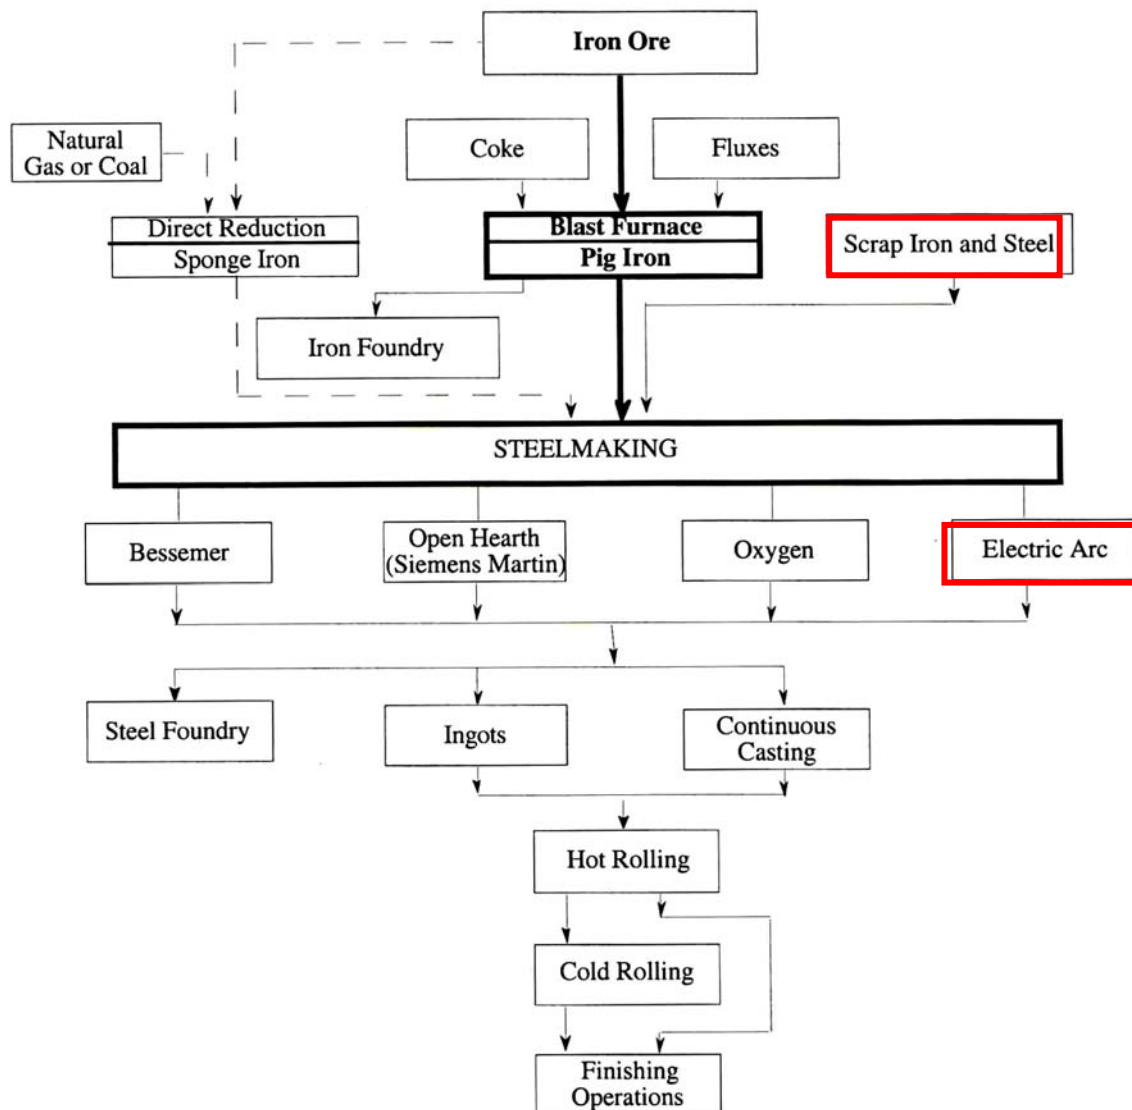 Iron Ore
Natural
Gas or Coal
Coke
Fluxes
Direct Reduction
Sponge Iron
Blast Furnace
Pig Iron
Scrap Iron and Steel
Iron Foundry
STEELMAKING
Bessemer
Open Hearth
(Siemens Martin)
Oxygen
Electric Arc
Steel Foundry
Ingots
Continuous
Casting
Hot Rolling
Cold Rolling
Finishing
Operations